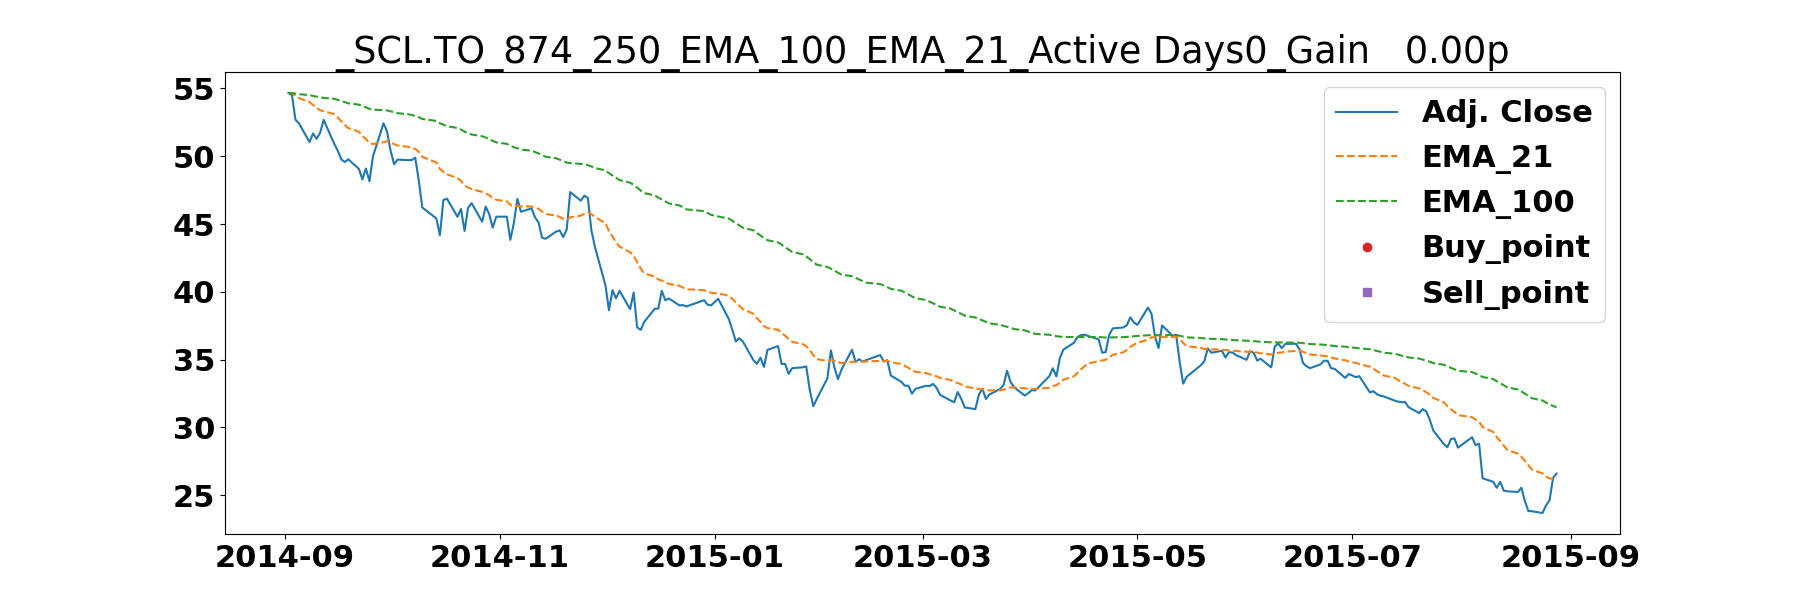 _SCL.TO_874_250_EMA_100_EMA_21_Active Days0_Gain   0.00p
55
50
45
40
35
30
25
Adj. Close
EMA_21
EMA_100
Buy_point
Sell_point
2014-09 2014-11 2015-01 2015-03 2015-05 2015-07 2015-09